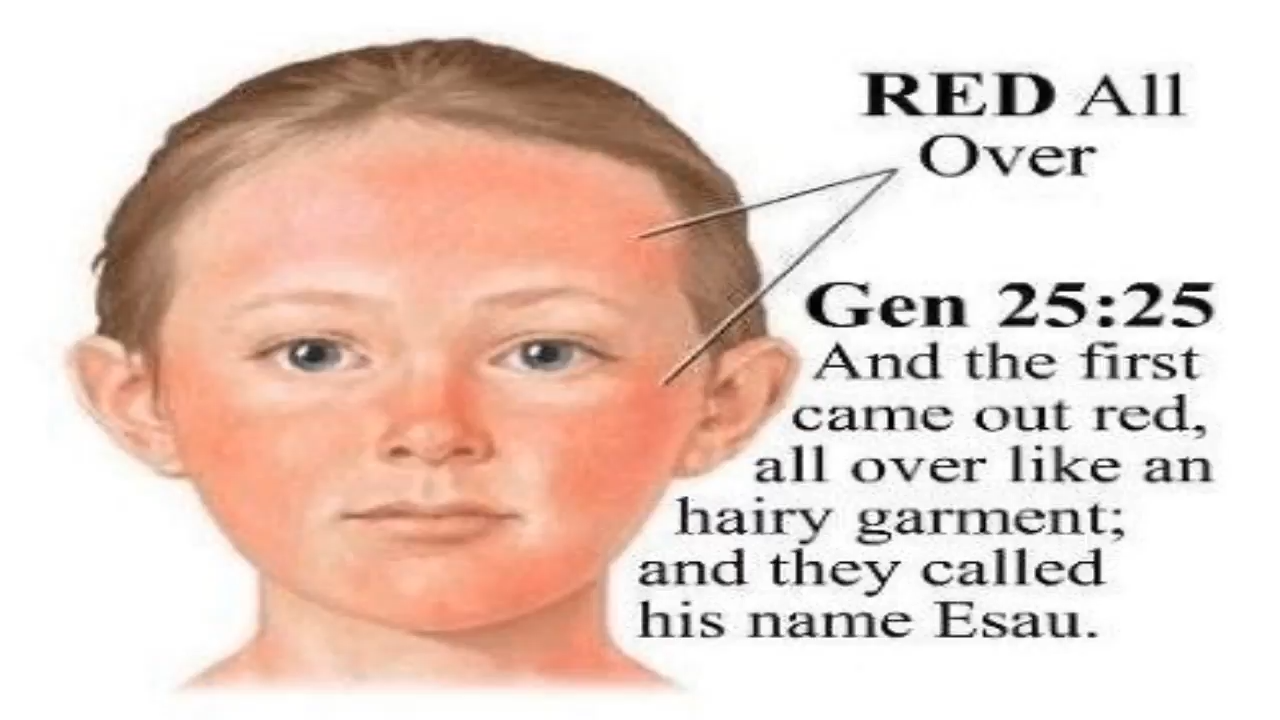 RED All
Over
Gen 25:25
And the first
came out red,
all over like an
hairy garment;
and they called
his name Esau.